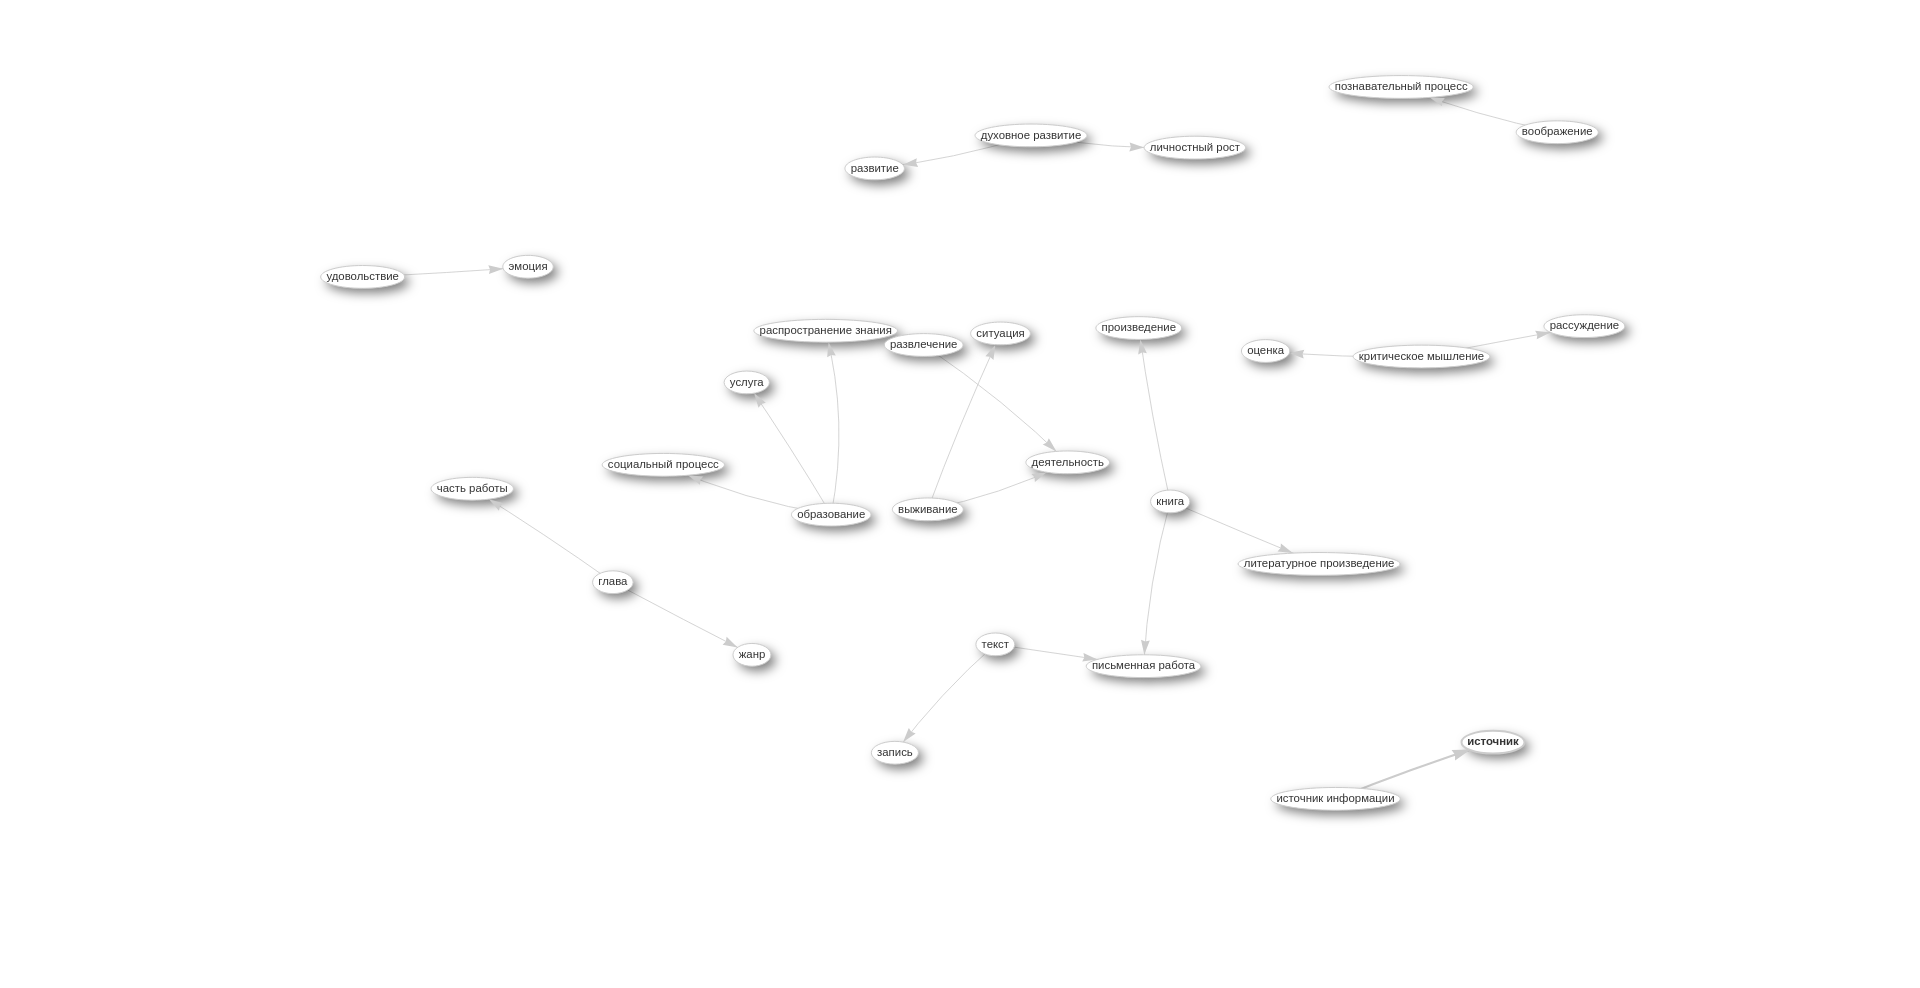 познавательный процесс
воображение
духовное развитие
личностный рост
развитие
эмоция
удовольствие
распространение знания
развлечение
ситуация
произведение
рассуждение
оценка
критическое мышление
услуга
социальный процесс
деятельность
часть работы
образование
выживание
книга
литературное произведение
глава
текст
жанр
письменная работа
источник
запись
источник информации